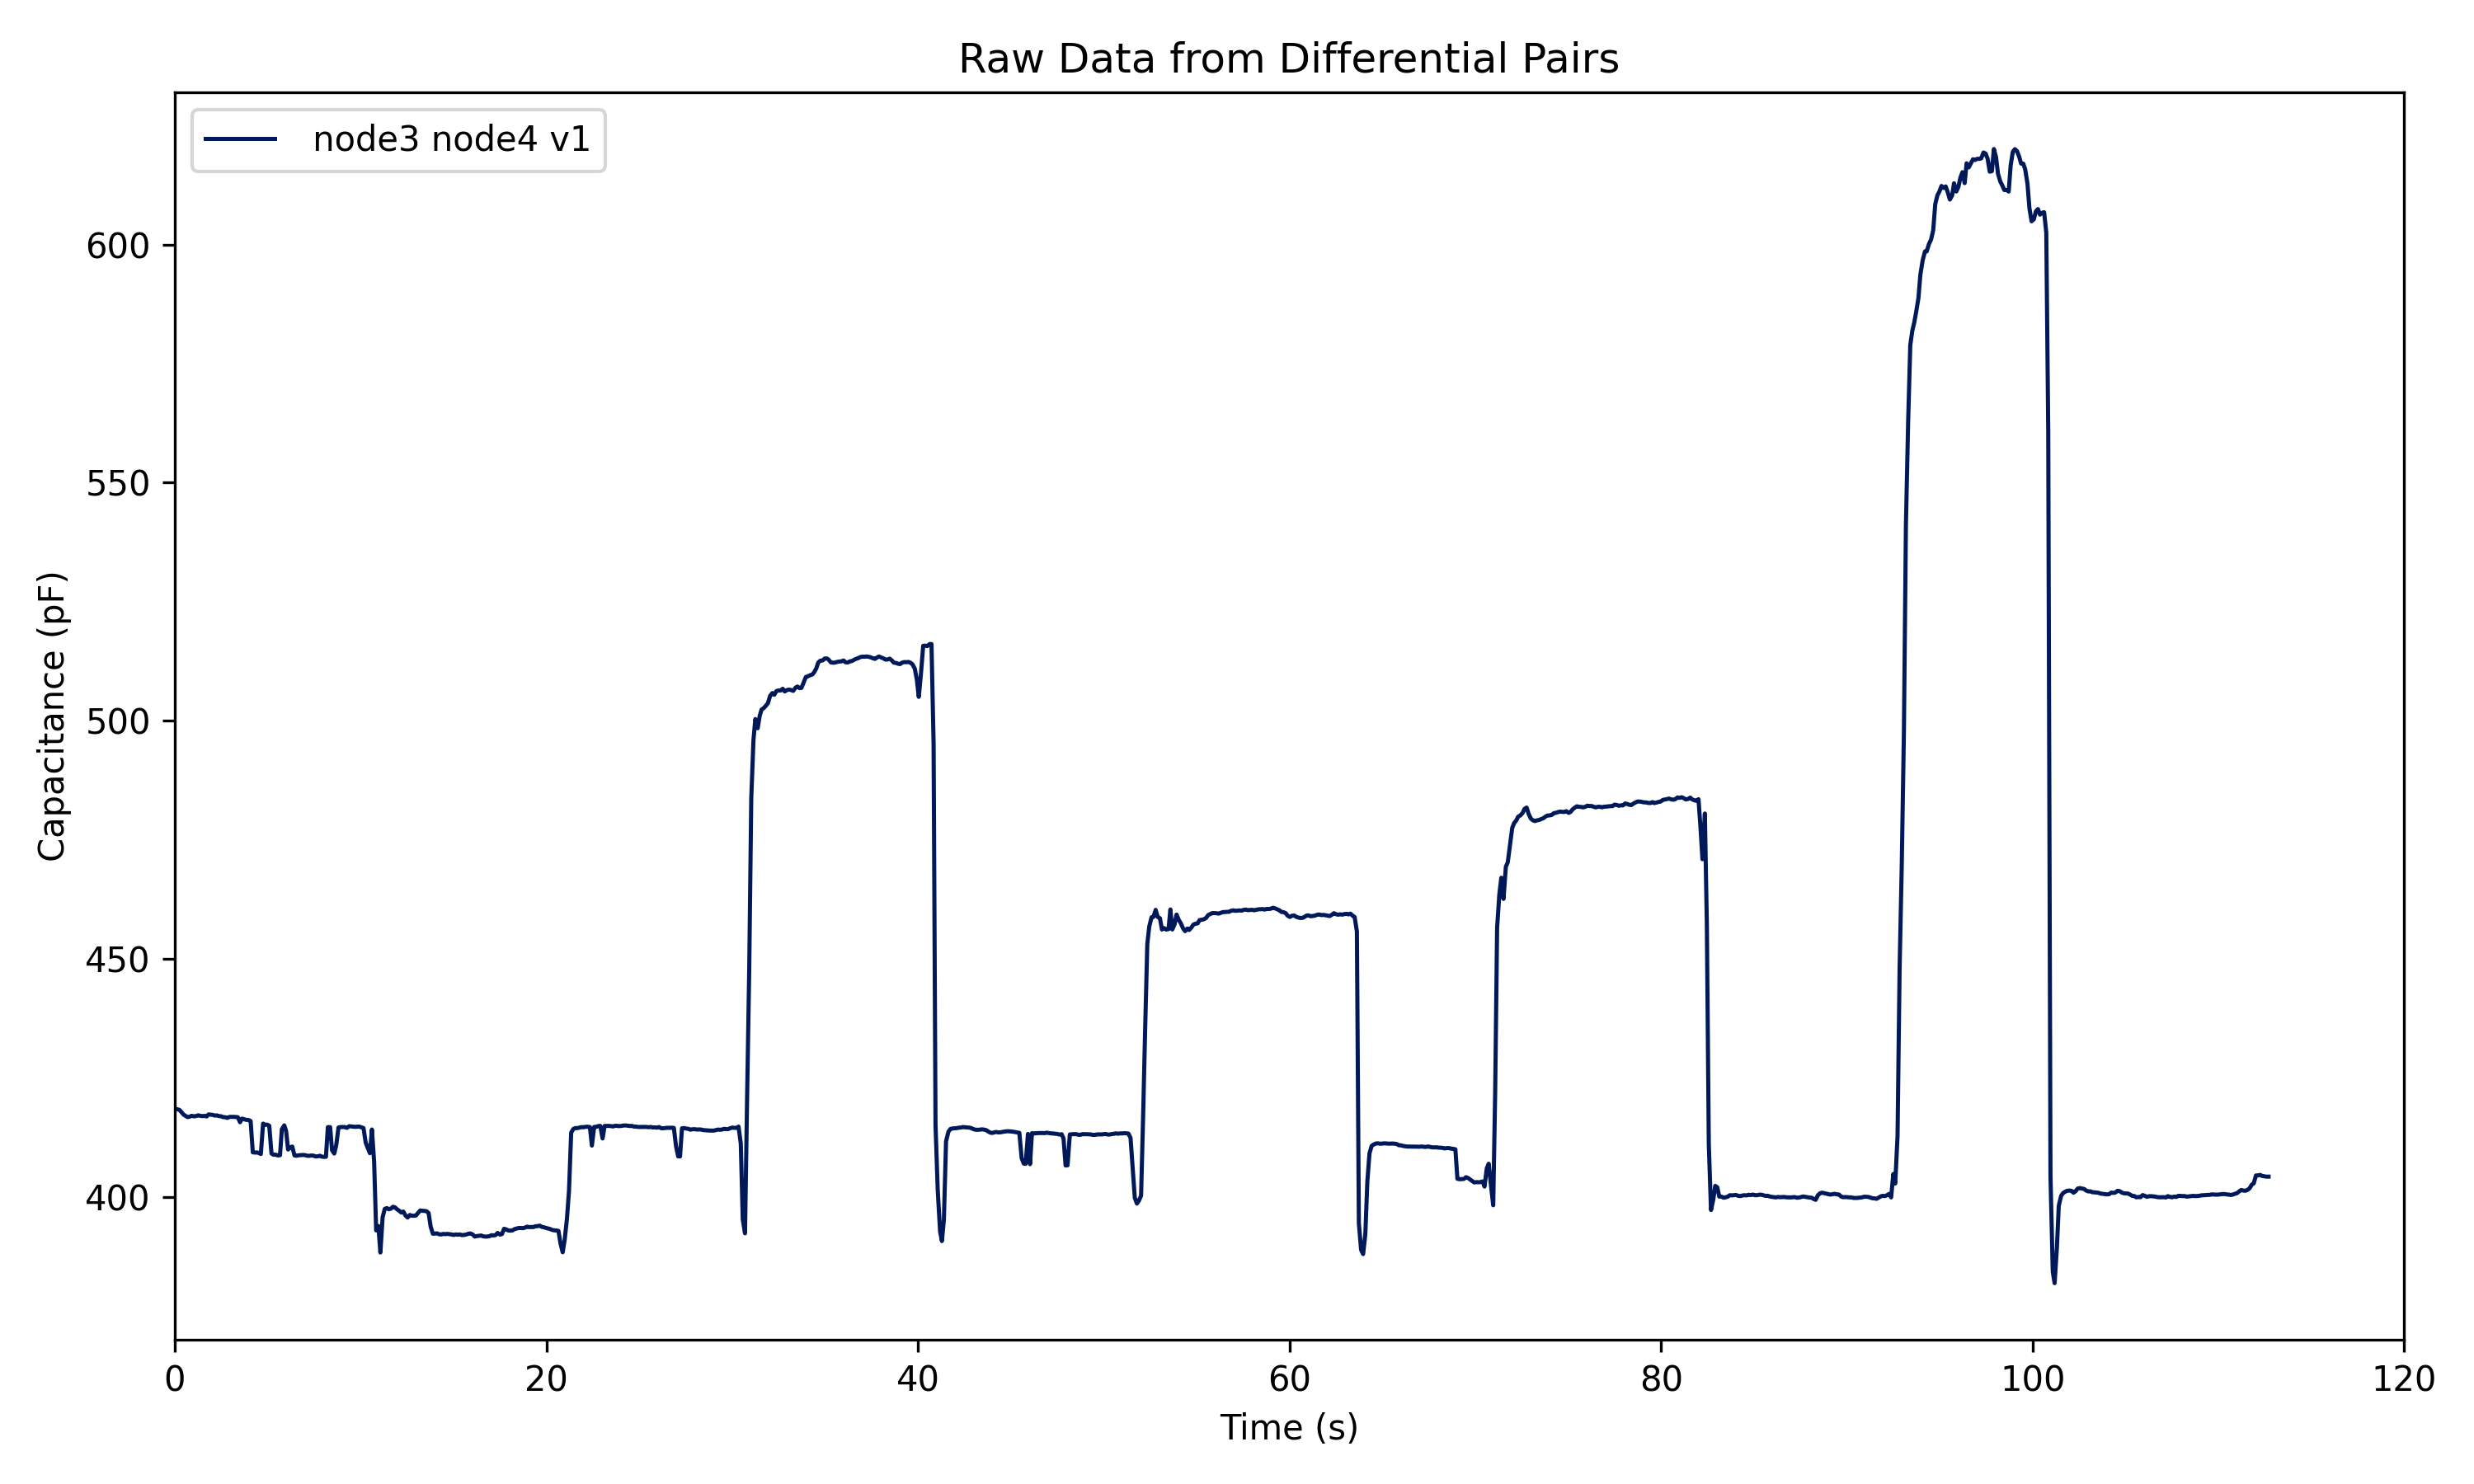 Raw Data from Differential Pairs
node3 node4 v1
Capacitance (pF)
600
550
500
450
400
0 20 40 60 80 100 120
Time (s)